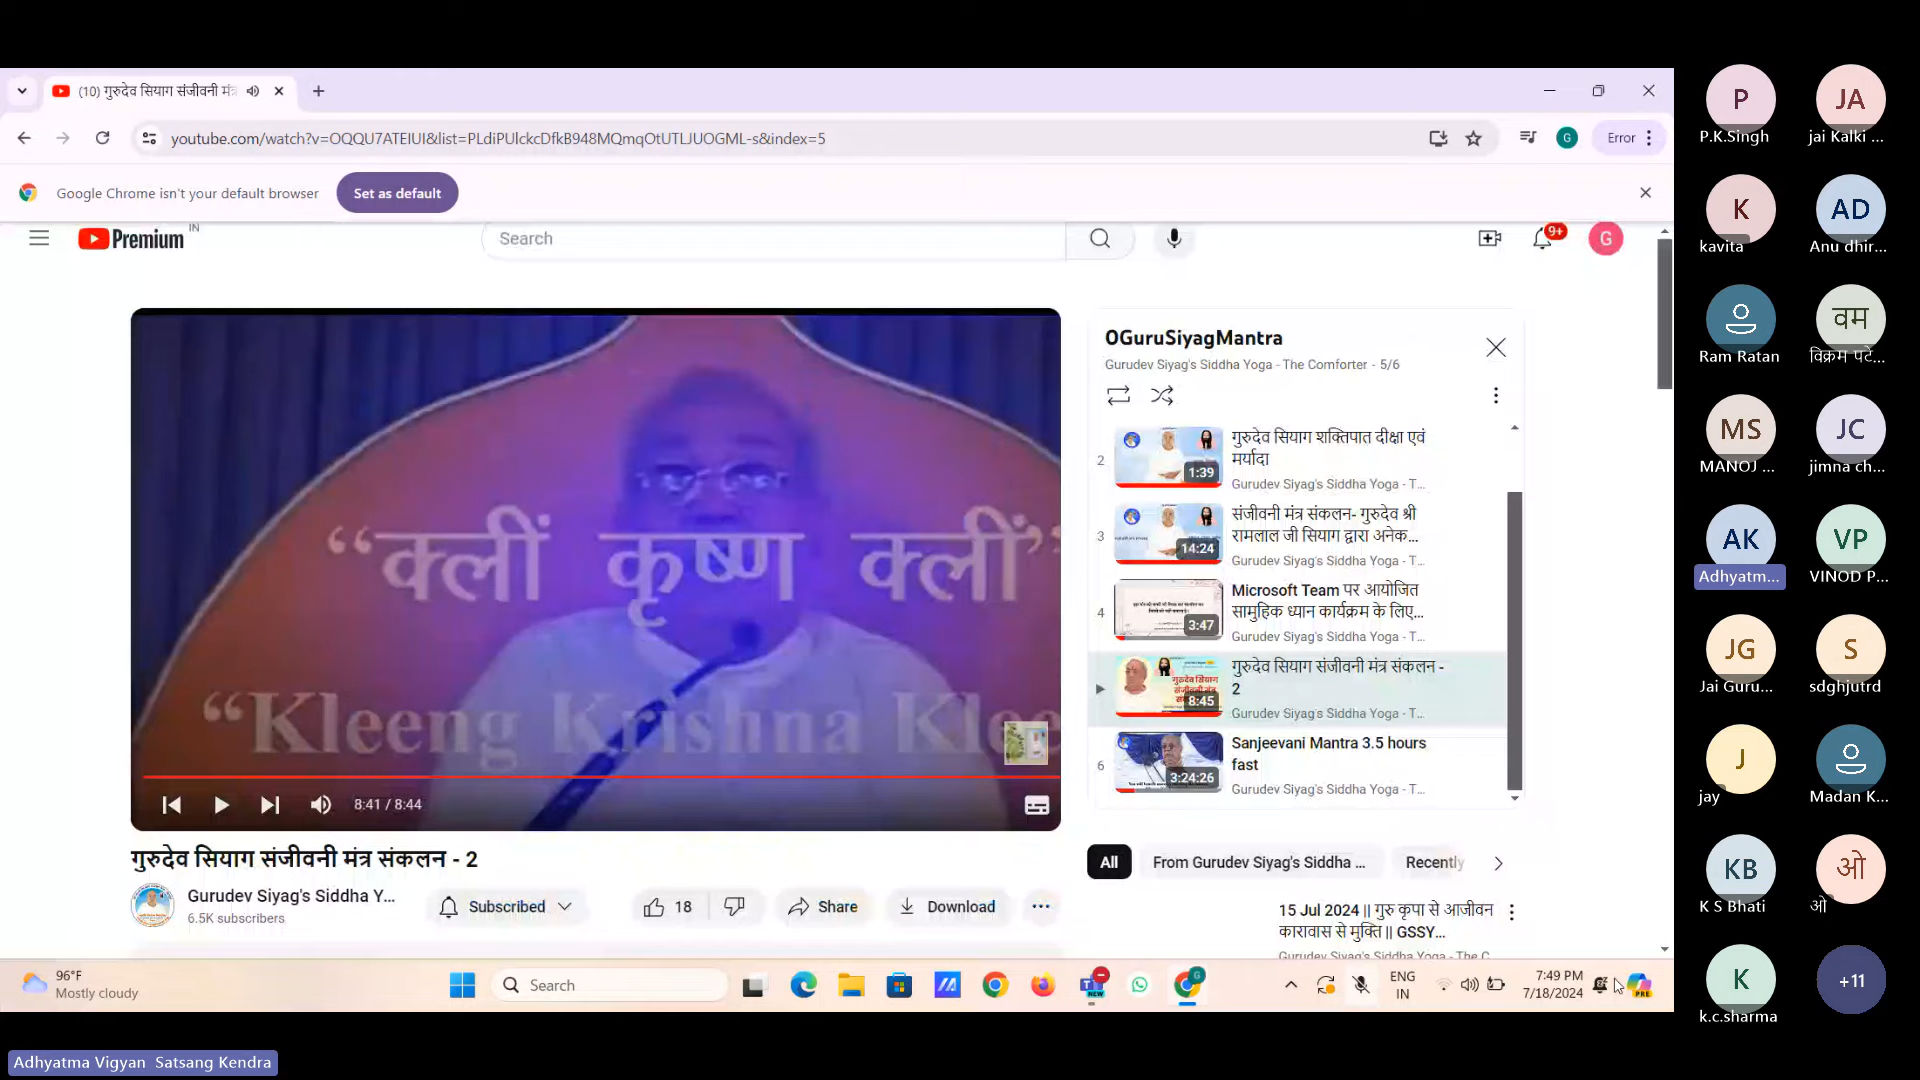 (10) गुरुदेव सियाग संजीवनी मं
youtube.com/watch?v=OQQU7ATEIUI&list=PLdiPUlckcDfkB948MQmqOtUTLJUOGML-s&index=5
Error
Google Chrome isn't your default browser
Set as default
Premium
IN
Search
9+
G
“क्लीं कृष्ण क्लीं”
“Kleeng Krishna Klee
8:41 / 8:44
गुरुदेव सियाग संजीवनी मंत्र संकलन - 2
Gurudev Siyag's Siddha Y...
6.5K subscribers
Subscribed
18
Share
Download
OGuruSiyagMantra
Gurudev Siyag's Siddha Yoga - The Comforter - 5/6
2
1:39
गुरुदेव सियाग शक्तिपात दीक्षा एवं
मर्यादा
Gurudev Siyag's Siddha Yoga - T...
3
14:24
संजीवनी मंत्र संकलन- गुरुदेव श्री
रामलाल जी सियाग द्वारा अनेक...
Gurudev Siyag's Siddha Yoga - T...
4
3:47
Microsoft Team पर आयोजित
सामुहिक ध्यान कार्यक्रम के लिए...
Gurudev Siyag's Siddha Yoga - T...
गुरुदेव सियाग
संजीवनी मंत्र
8:45
गुरुदेव सियाग संजीवनी मंत्र संकलन -
2
Gurudev Siyag's Siddha Yoga - T...
6
3:24:26
Sanjeevani Mantra 3.5 hours
fast
Gurudev Siyag's Siddha Yoga - T...
All
From Gurudev Siyag's Siddha ...
Recently
15 Jul 2024 || गुरु कृपा से आजीवन
कारावास से मुक्ति || GSSY...
Gurudev Siyag's Siddha Yoga - The C
96°F
Mostly cloudy
Search
NEW
G
ENG
IN
7:49 PM
7/18/2024
PRE
P
P.K.Singh
JA
jai Kalki ...
K
kavita
AD
Anu dhir...
Ram Ratan
वम
विक्रम पटे...
MS
MANOJ ...
JC
jimna ch...
AK
Adhyatm...
VP
VINOD P...
JG
Jai Guru...
S
sdghjutrd
J
jay
Madan K...
KB
K S Bhati
ओ
ओ
K
k.c.sharma
+11
Adhyatma Vigyan Satsang Kendra